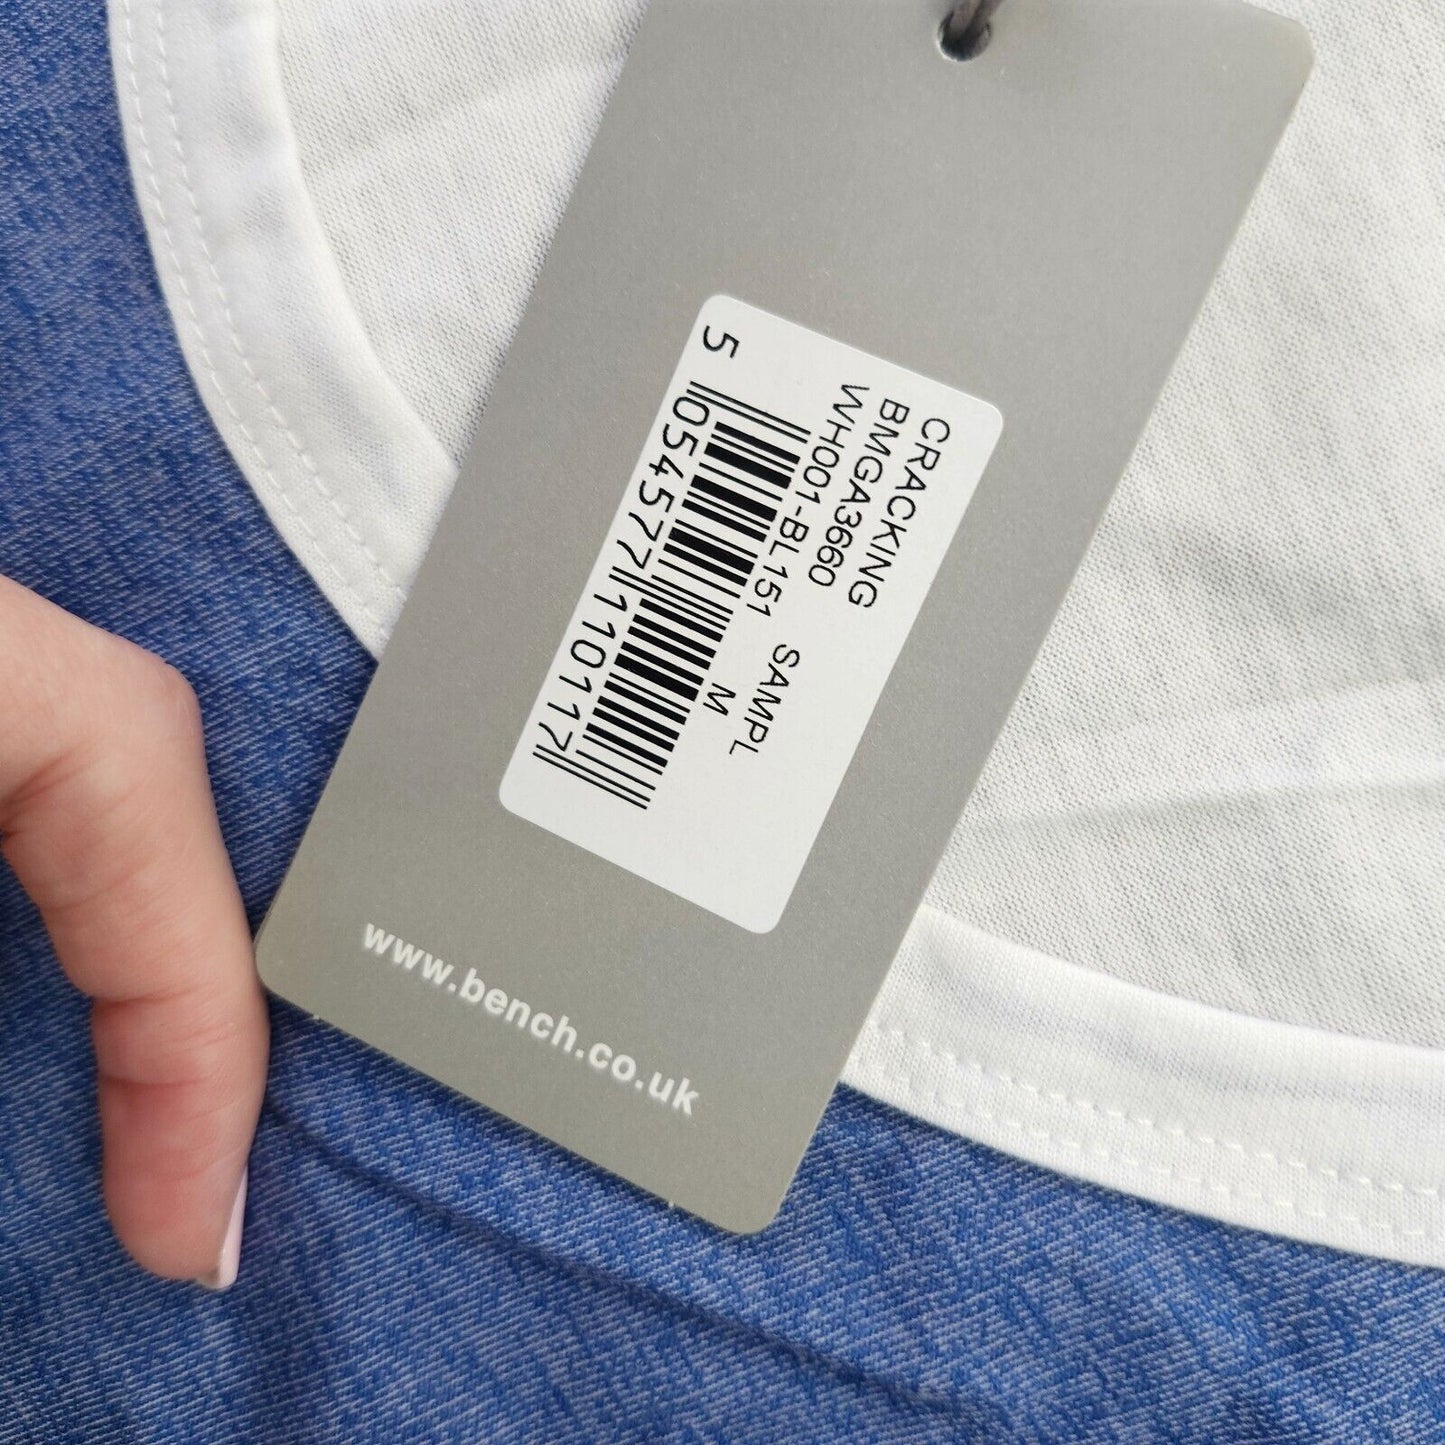 CRACKING
BMGA3660
WH001-BL151 SAMPL
M
5 054577 110117
www.bench.co.uk